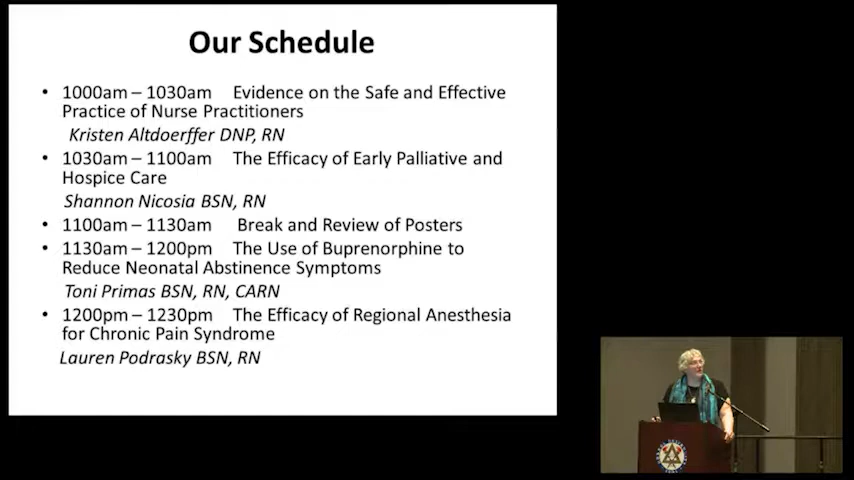 Our Schedule
• 1000am – 1030am Evidence on the Safe and Effective
Practice of Nurse Practitioners
Kristen Altdoerffer DNP, RN
• 1030am – 1100am The Efficacy of Early Palliative and
Hospice Care
Shannon Nicosia BSN, RN
• 1100am – 1130am Break and Review of Posters
• 1130am – 1200pm The Use of Buprenorphine to
Reduce Neonatal Abstinence Symptoms
Toni Primas BSN, RN, CARN
• 1200pm – 1230pm The Efficacy of Regional Anesthesia
for Chronic Pain Syndrome
Lauren Podrasky BSN, RN